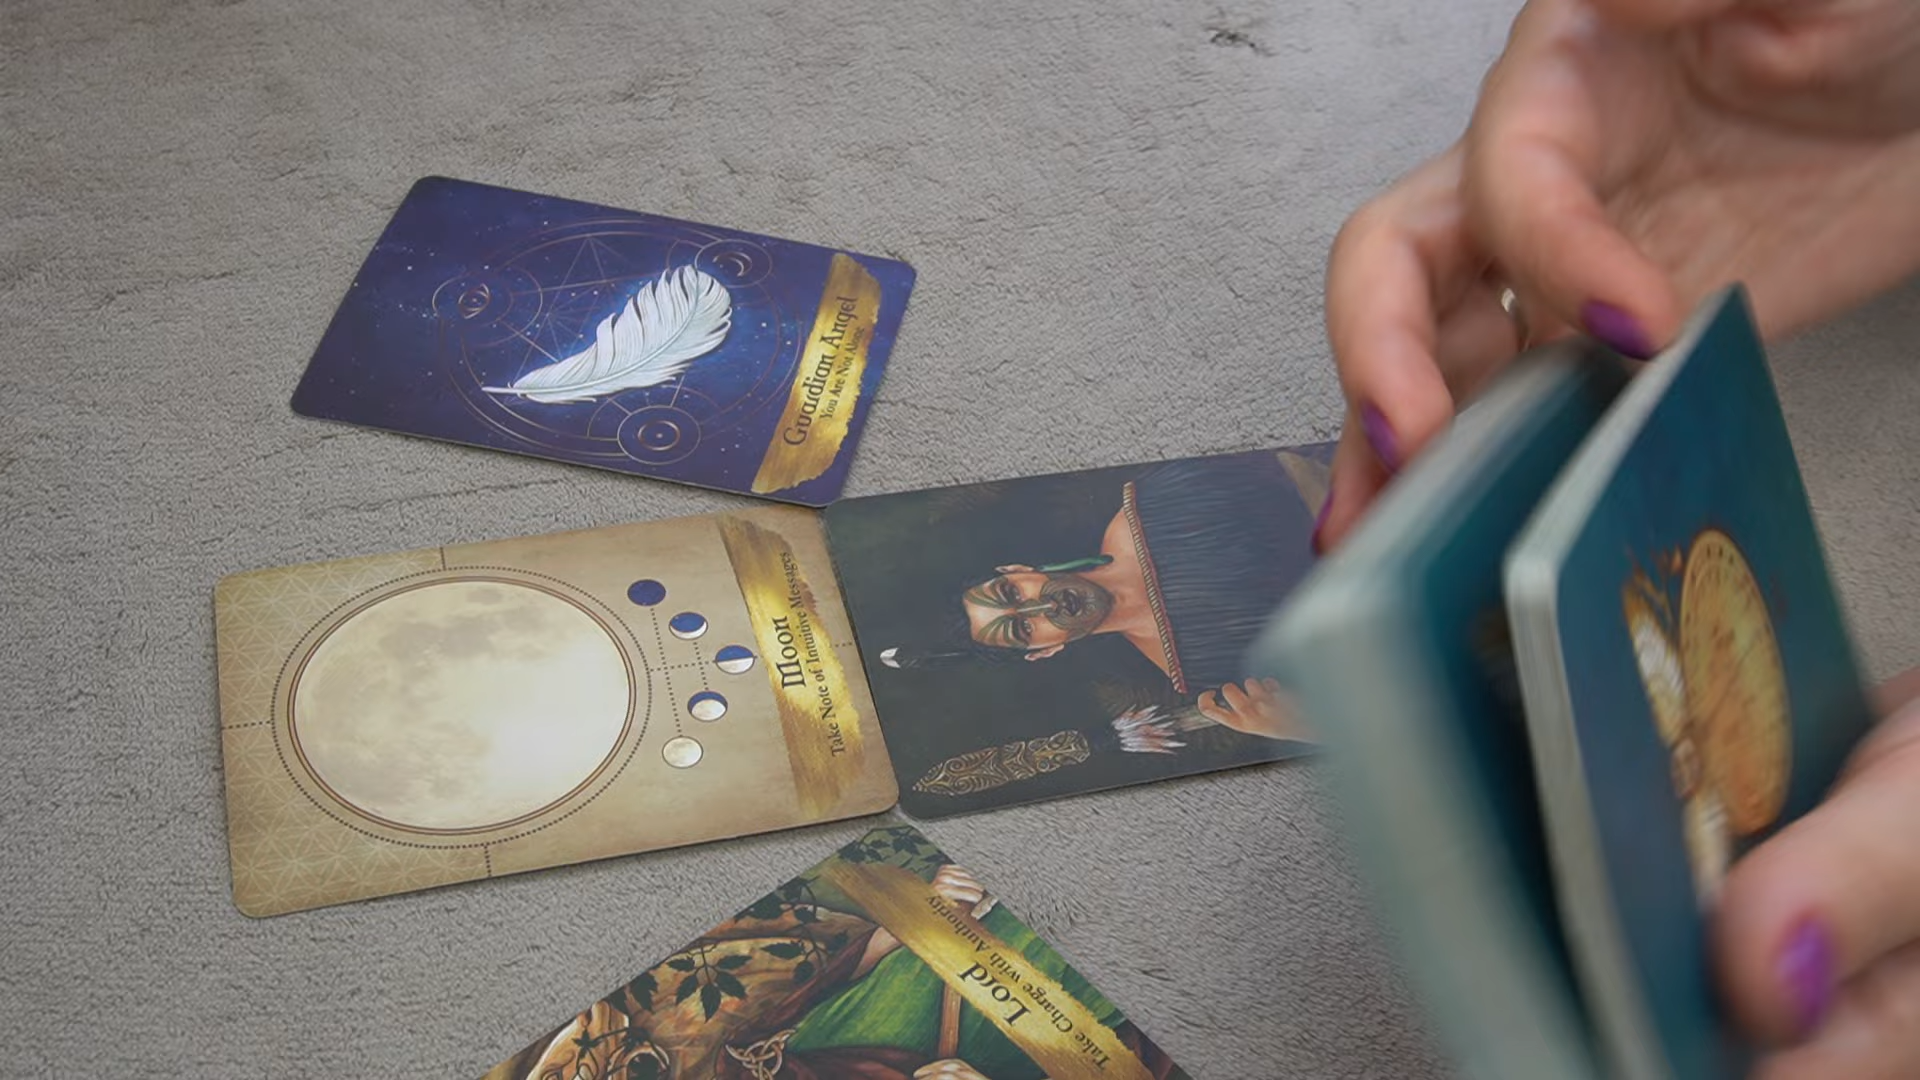 Guardian Angel
You Are Not Alone
Moon
Take Note of Intuitive Messages
Lord
Take Charge with Authority